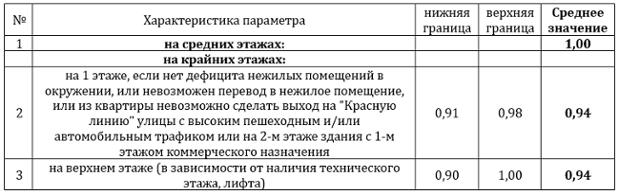 № Характеристика параметра нижняя граница верхняя граница Среднее значение
1 на средних этажах: 1,00
на крайних этажах:
на 1 этаже, если нет дефицита нежилых помещений в
окружении, или невозможен перевод в нежилое помещение,
или из квартиры невозможно сделать выход на "Красную
2 линию" улицы с высоким пешеходным и/или 0,91 0,98 0,94
автомобильным трафиком или на 2-м этаже здания с 1-м
этажом коммерческого назначения
3 на верхнем этаже (в зависимости от наличия технического 0,90 1,00 0,94
этажа, лифта)